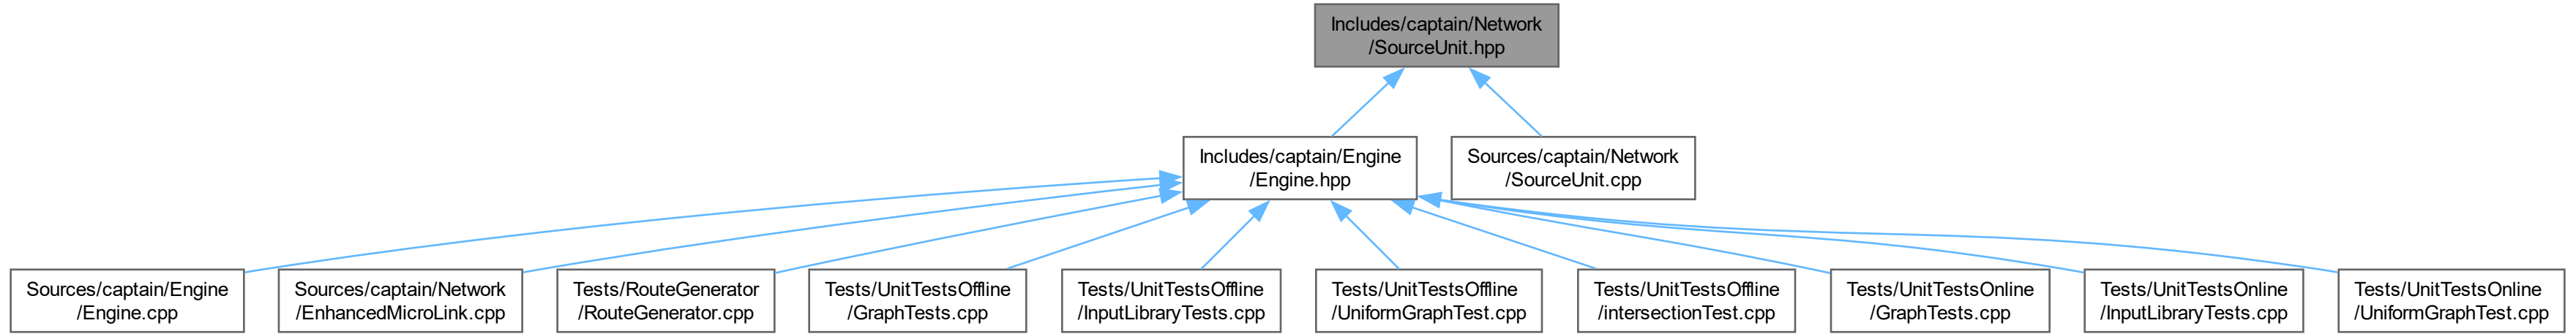 Includes/captain/Network
/SourceUnit.hpp
Includes/captain/Engine
/Engine.hpp
Sources/captain/Network
/SourceUnit.cpp
Sources/captain/Engine
/Engine.cpp
Sources/captain/Network
/EnhancedMicroLink.cpp
Tests/RouteGenerator
/RouteGenerator.cpp
Tests/UnitTestsOffline
/GraphTests.cpp
Tests/UnitTestsOffline
/InputLibraryTests.cpp
Tests/UnitTestsOffline
/UniformGraphTest.cpp
Tests/UnitTestsOffline
/intersectionTest.cpp
Tests/UnitTestsOnline
/GraphTests.cpp
Tests/UnitTestsOnline
/InputLibraryTests.cpp
Tests/UnitTestsOnline
/UniformGraphTest.cpp